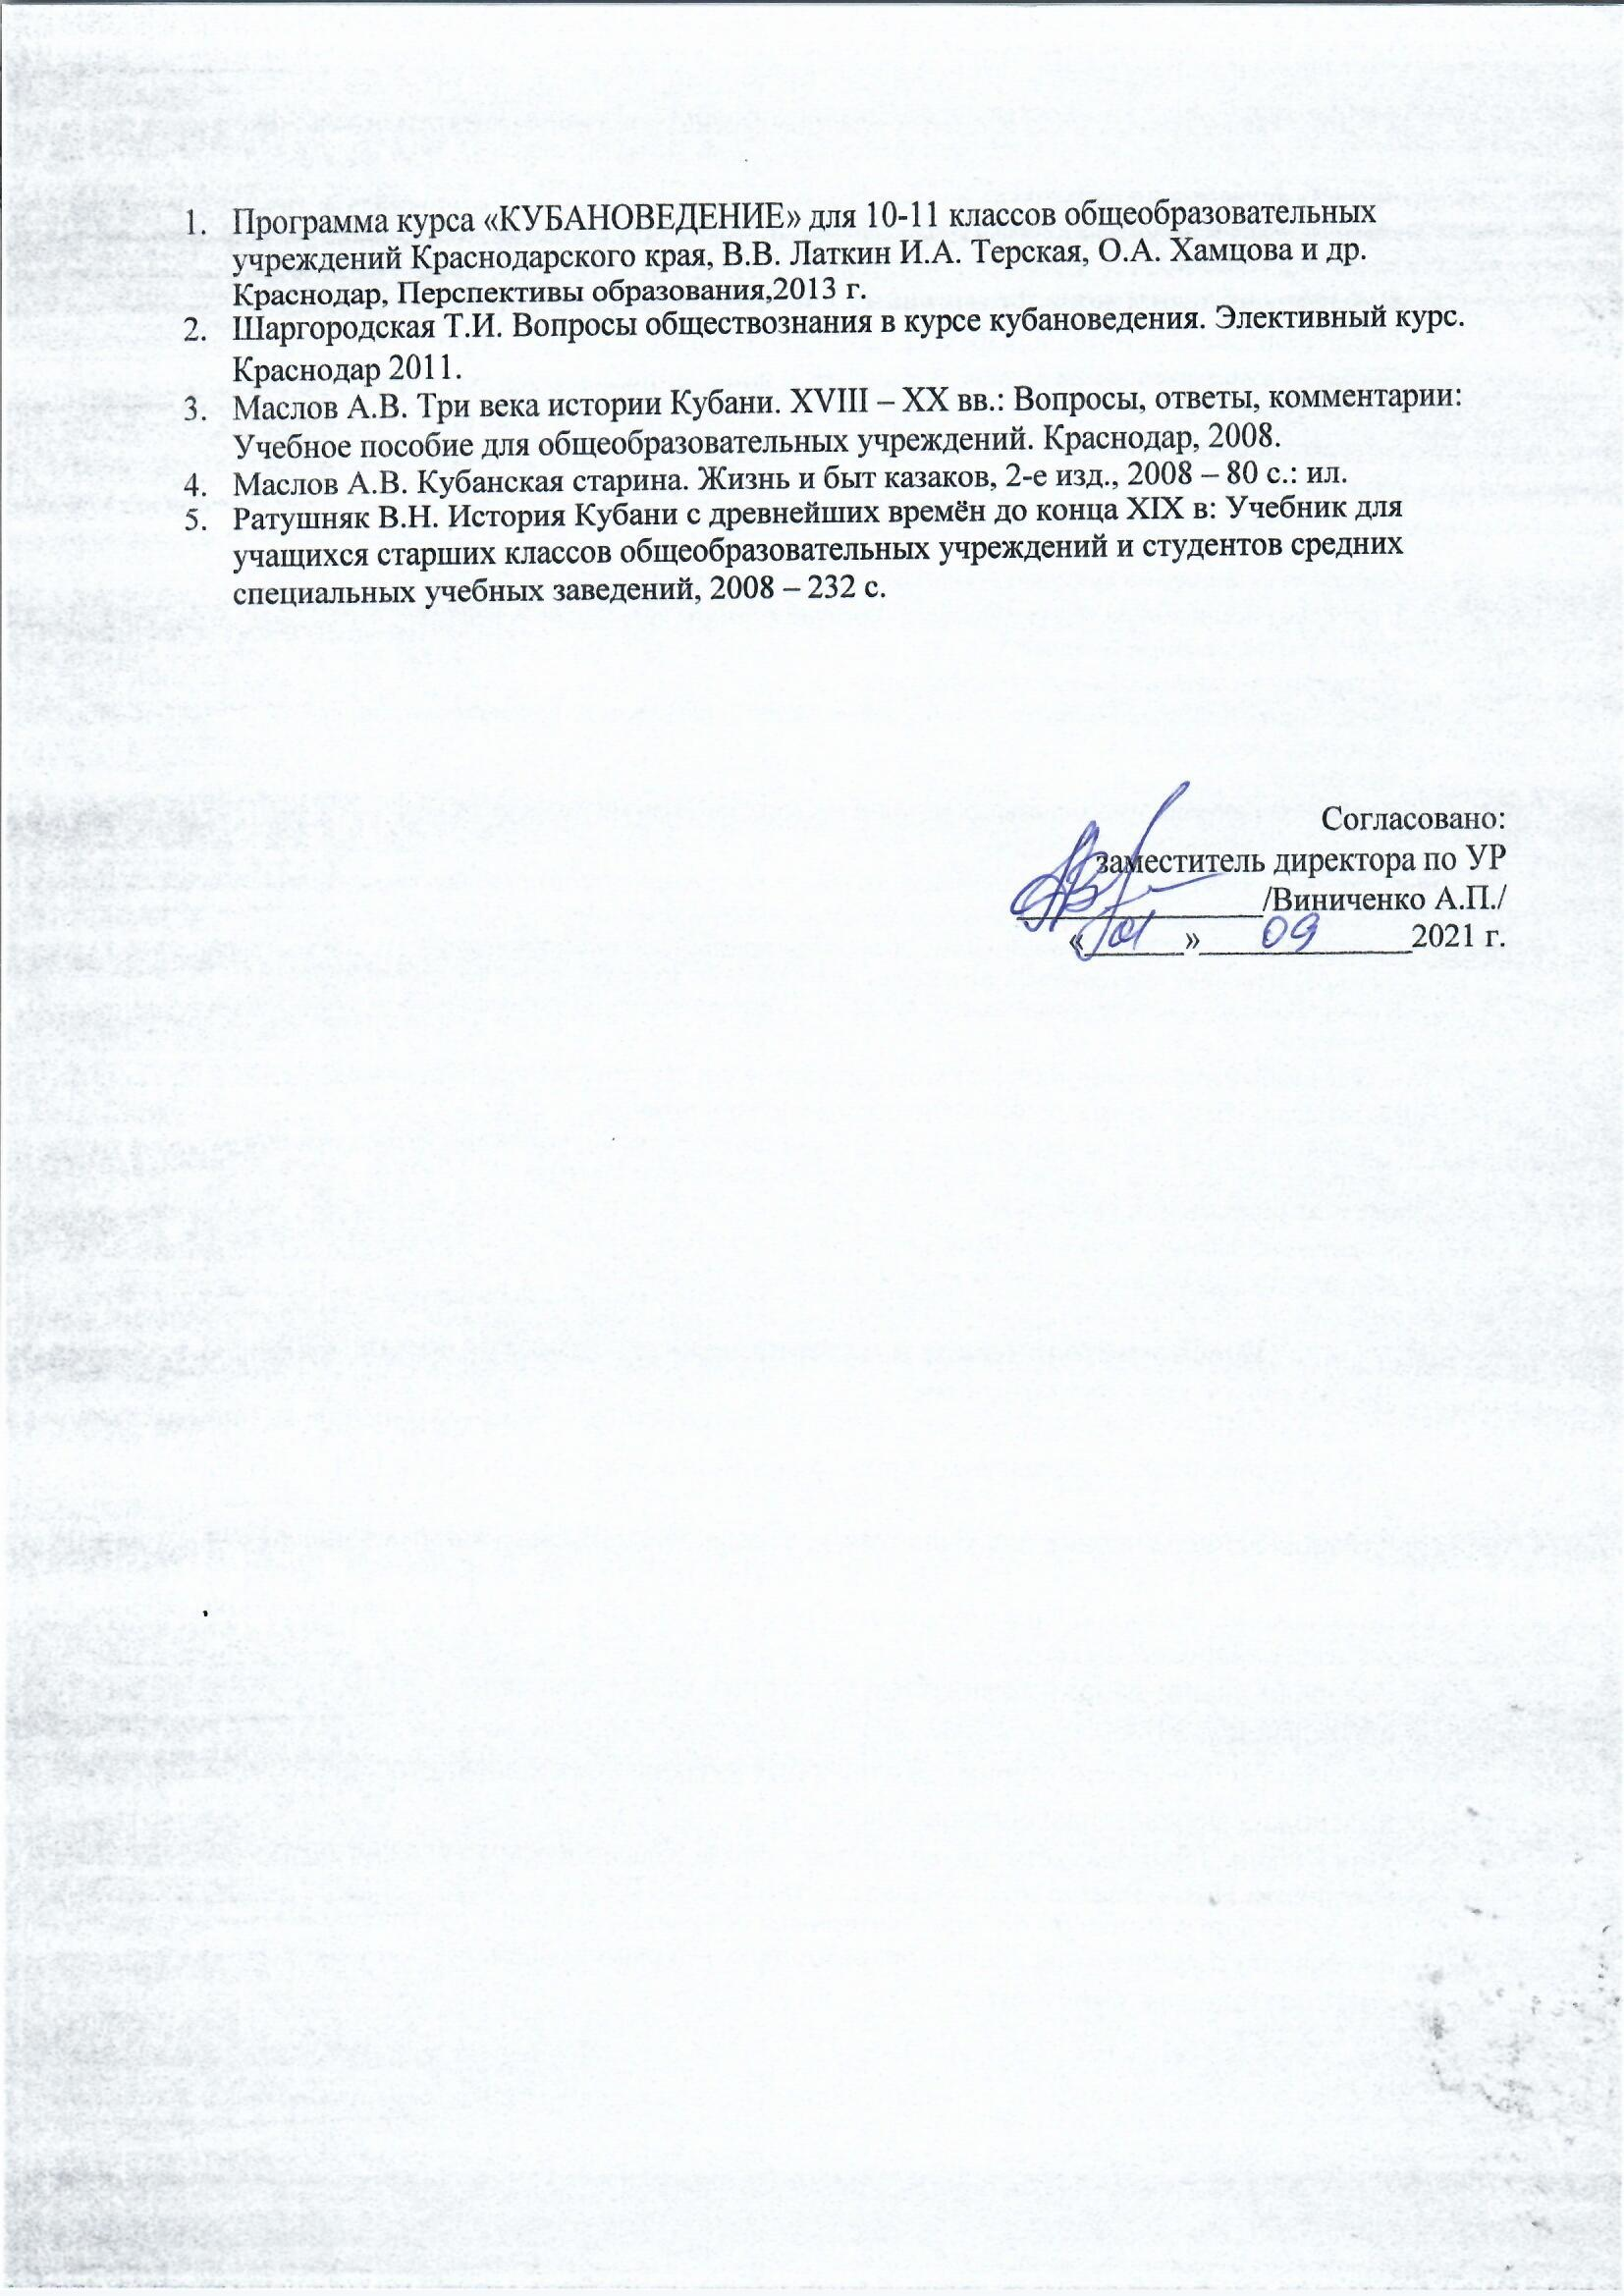 1. Программа курса «КУБАНОВЕДЕНИЕ» для 10-11 классов общеобразовательных
учреждений Краснодарского края, В.В. Латкин И.А. Терская, О.А. Хамцова и др.
Краснодар, Перспективы образования,2013 г.
2. Шаргородская Т.И. Вопросы обществознания в курсе кубановедения. Элективный курс.
Краснодар 2011.
3. Маслов А.В. Три века истории Кубани. XVIII – XX вв.: Вопросы, ответы, комментарии:
Учебное пособие для общеобразовательных учреждений. Краснодар, 2008.
4. Маслов А.В. Кубанская старина. Жизнь и быт казаков, 2-е изд., 2008 – 80 с.: ил.
5. Ратушняк В.Н. История Кубани с древнейших времён до конца XIX в: Учебник для
учащихся старших классов общеобразовательных учреждений и студентов средних
специальных учебных заведений, 2008 – 232 с.
Согласовано:
заместитель директора по УР
/Виниченко А.П./
«01» 09 2021 г.